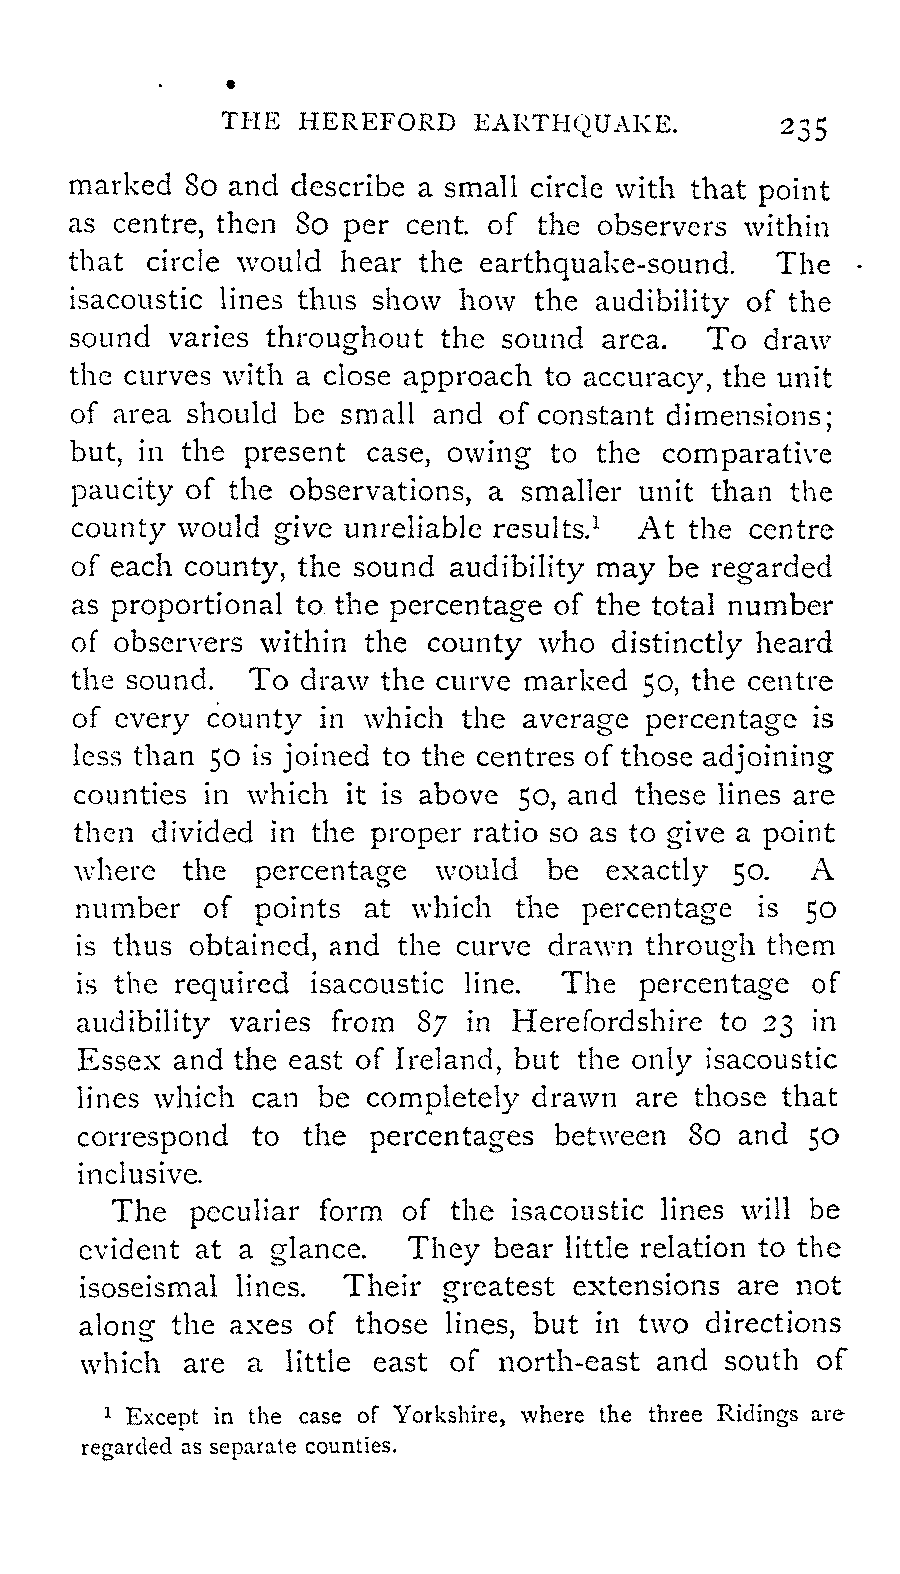 THE HEREFORD EARTHQUAKE. 235
marked 80 and describe a small circle with that point
as centre, then 80 per cent. of the observers within
that circle would hear the earthquake-sound. The
isacoustic lines thus show how the audibility of the
sound varies throughout the sound area. To draw
the curves with a close approach to accuracy, the unit
of area should be small and of constant dimensions;
but, in the present case, owing to the comparative
paucity of the observations, a smaller unit than the
county would give unreliable results.¹ At the centre
of each county, the sound audibility may be regarded
as proportional to the percentage of the total number
of observers within the county who distinctly heard
the sound. To draw the curve marked 50, the centre
of every county in which the average percentage is
less than 50 is joined to the centres of those adjoining
counties in which it is above 50, and these lines are
then divided in the proper ratio so as to give a point
where the percentage would be exactly 50. A
number of points at which the percentage is 50
is thus obtained, and the curve drawn through them
is the required isacoustic line. The percentage of
audibility varies from 87 in Herefordshire to 23 in
Essex and the east of Ireland, but the only isacoustic
lines which can be completely drawn are those that
correspond to the percentages between 80 and 50
inclusive.
The peculiar form of the isacoustic lines will be
evident at a glance. They bear little relation to the
isoseismal lines. Their greatest extensions are not
along the axes of those lines, but in two directions
which are a little east of north-east and south of
¹ Except in the case of Yorkshire, where the three Ridings are
regarded as separate counties.